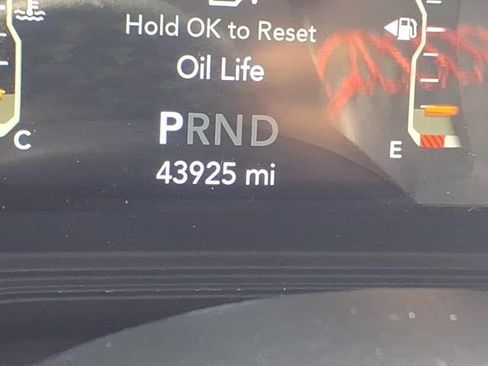 Hold OK to Reset
Oil Life
PRND
43925 mi
C
E